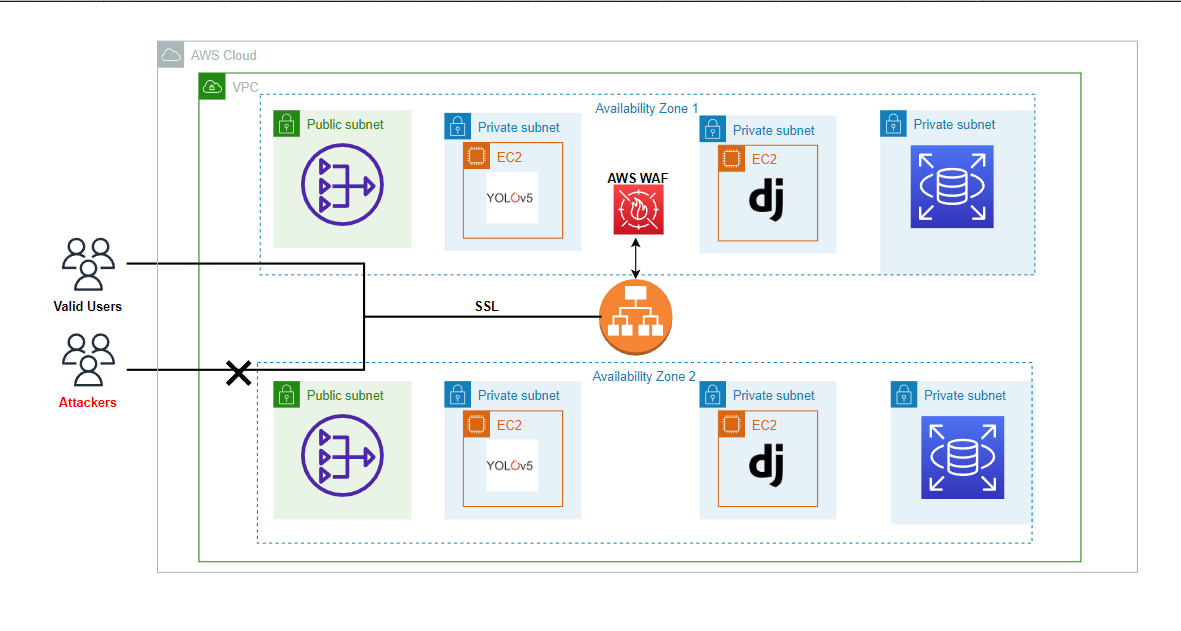 AWS Cloud
VPC
Availability Zone 1
Public subnet
Private subnet
EC2
YOLOv5
AWS WAF
Private subnet
EC2
dj
Private subnet
Valid Users
SSL
Attackers
Availability Zone 2
Public subnet
Private subnet
EC2
YOLOv5
Private subnet
EC2
dj
Private subnet